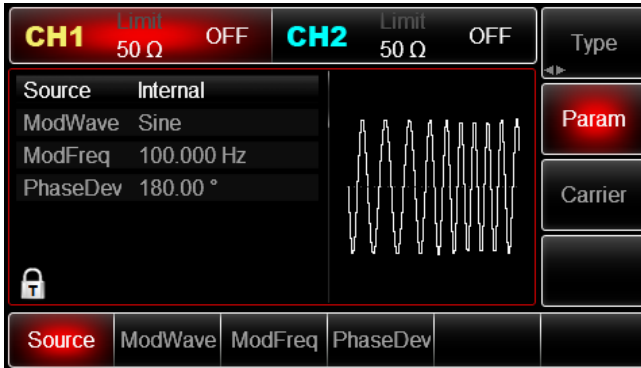 CH1 Limit 50 Ω OFF
CH2 Limit 50 Ω OFF
Type
Source Internal
ModWave Sine
ModFreq 100.000 Hz
PhaseDev 180.00 °
T
Param
Carrier
Source ModWave ModFreq PhaseDev